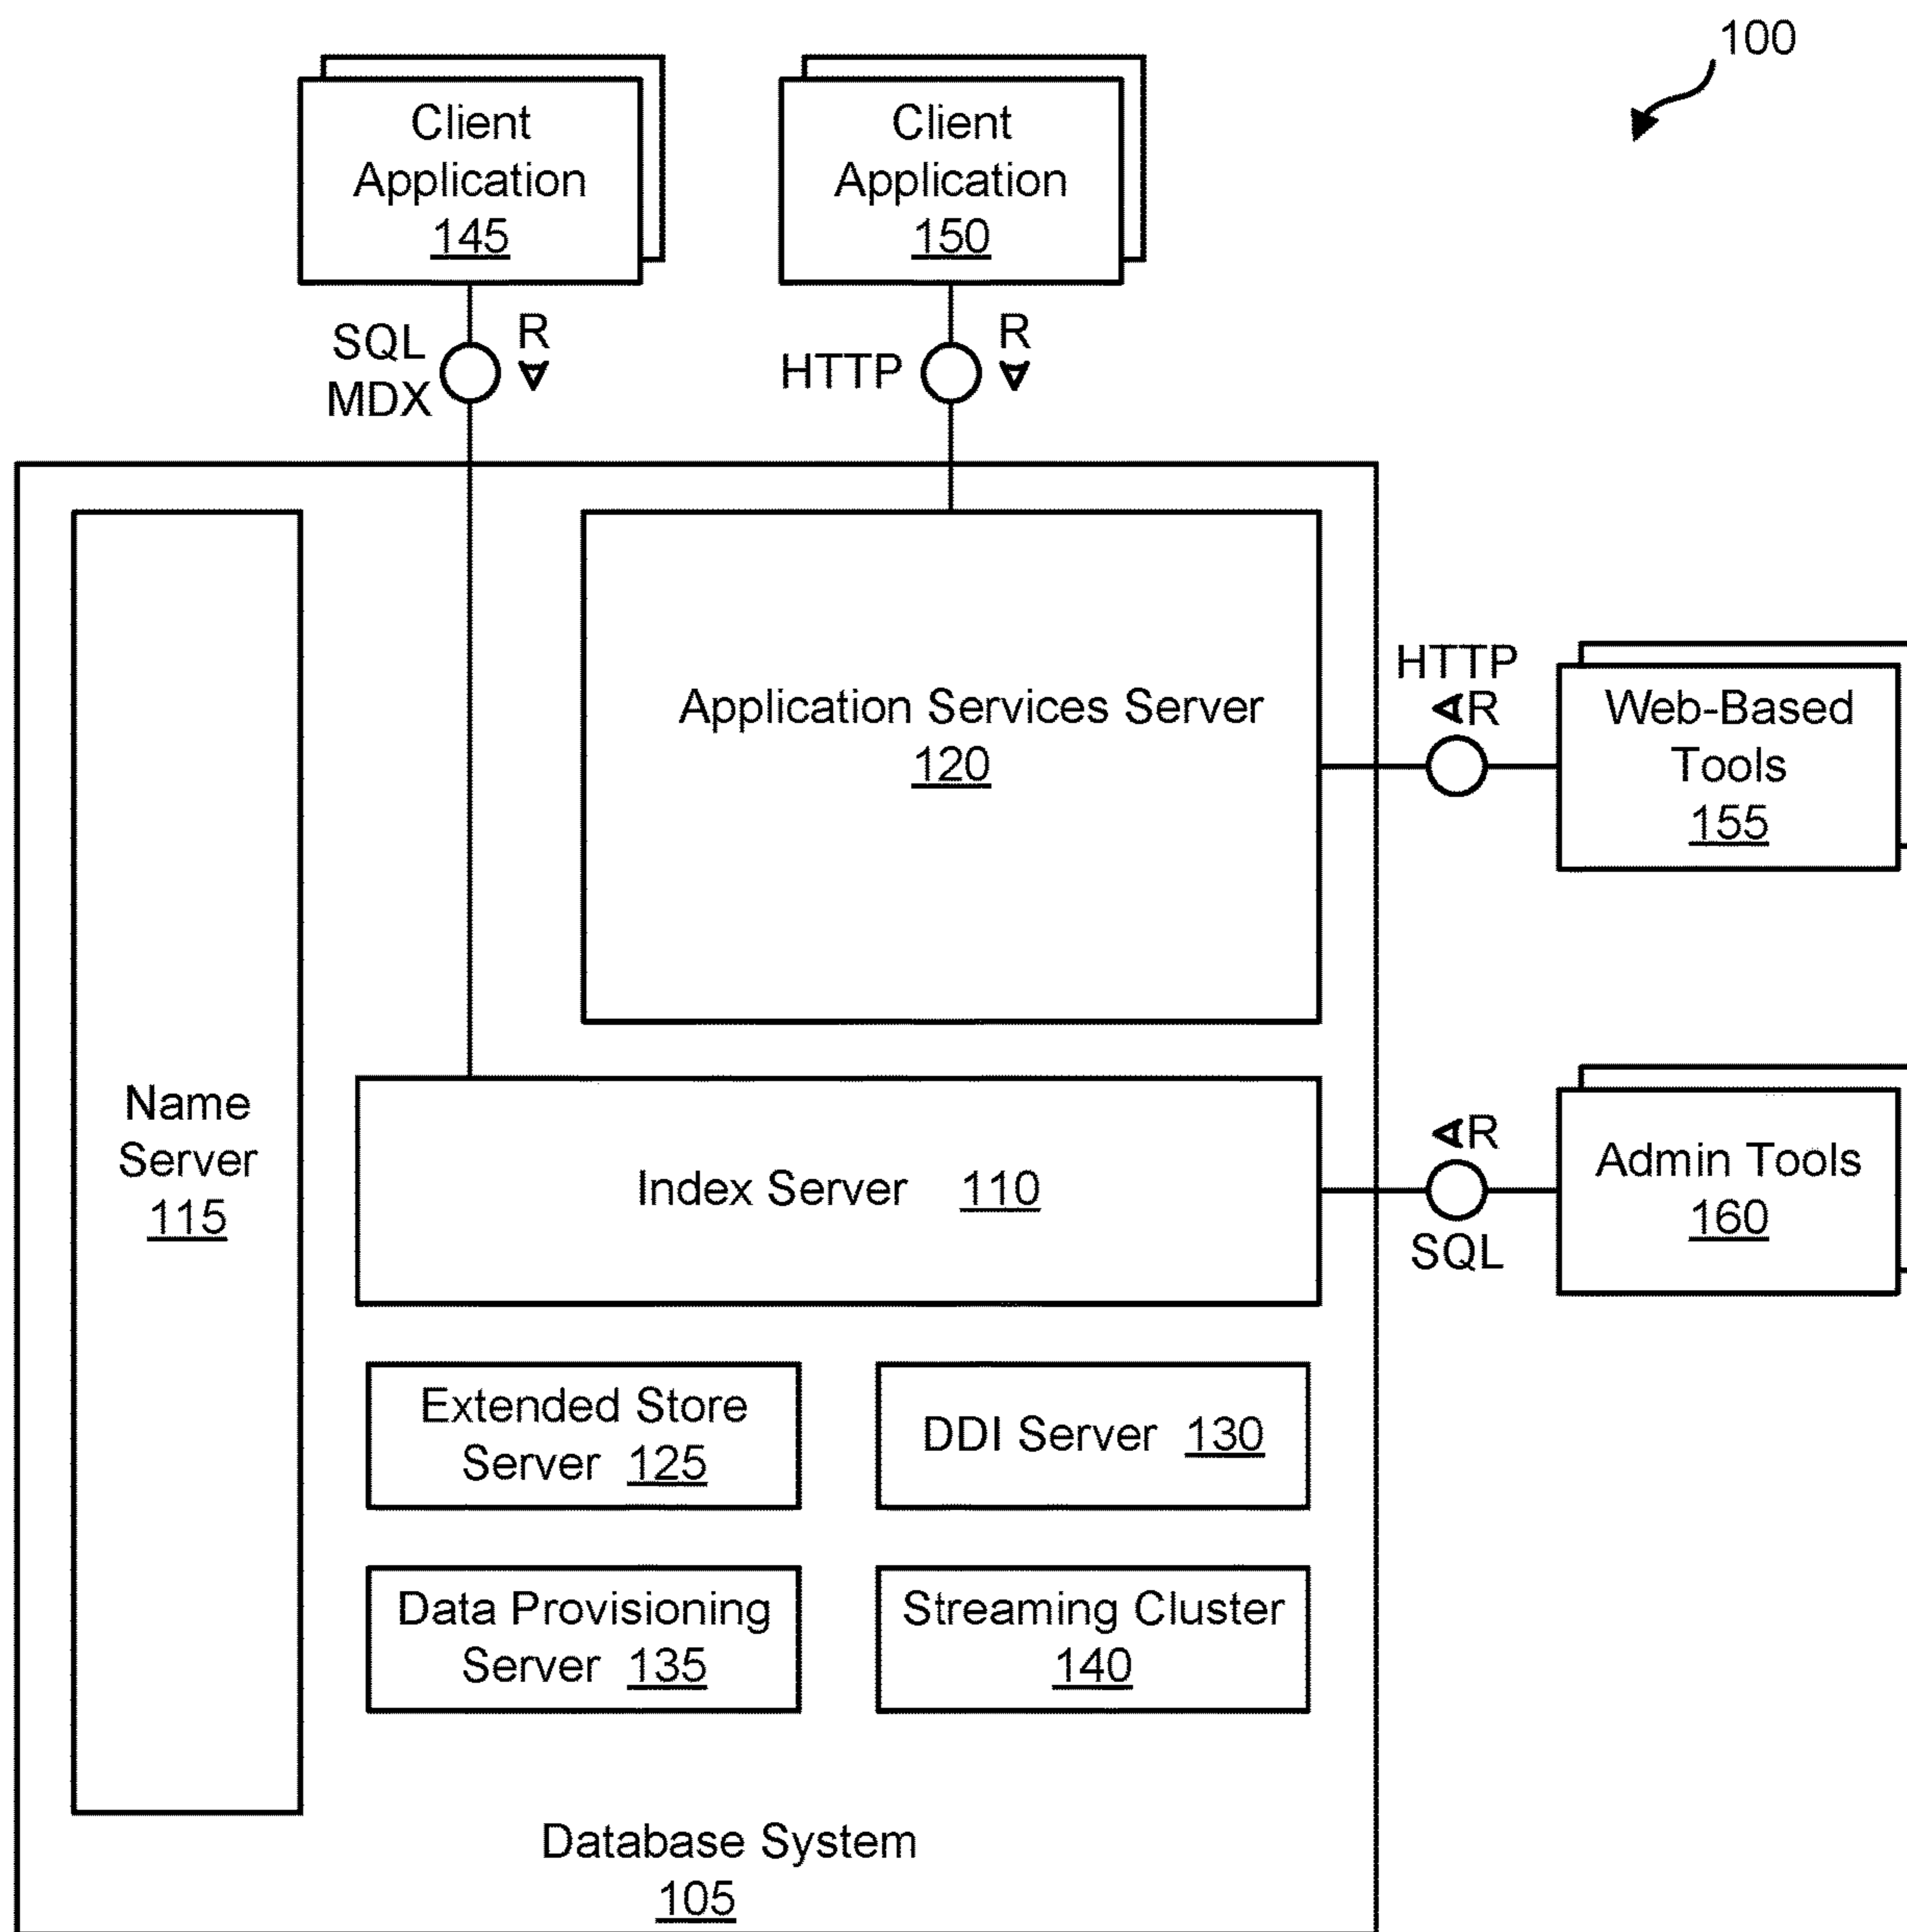 100
Client
Application
145
Client
Application
150
SQL
MDX
R
HTTP
R
Application Services Server
120
HTTP
R
Web-Based
Tools
155
Name
Server
115
Index Server 110
R
SQL
Admin Tools
160
Extended Store
Server 125
DDI Server 130
Data Provisioning
Server 135
Streaming Cluster
140
Database System
105